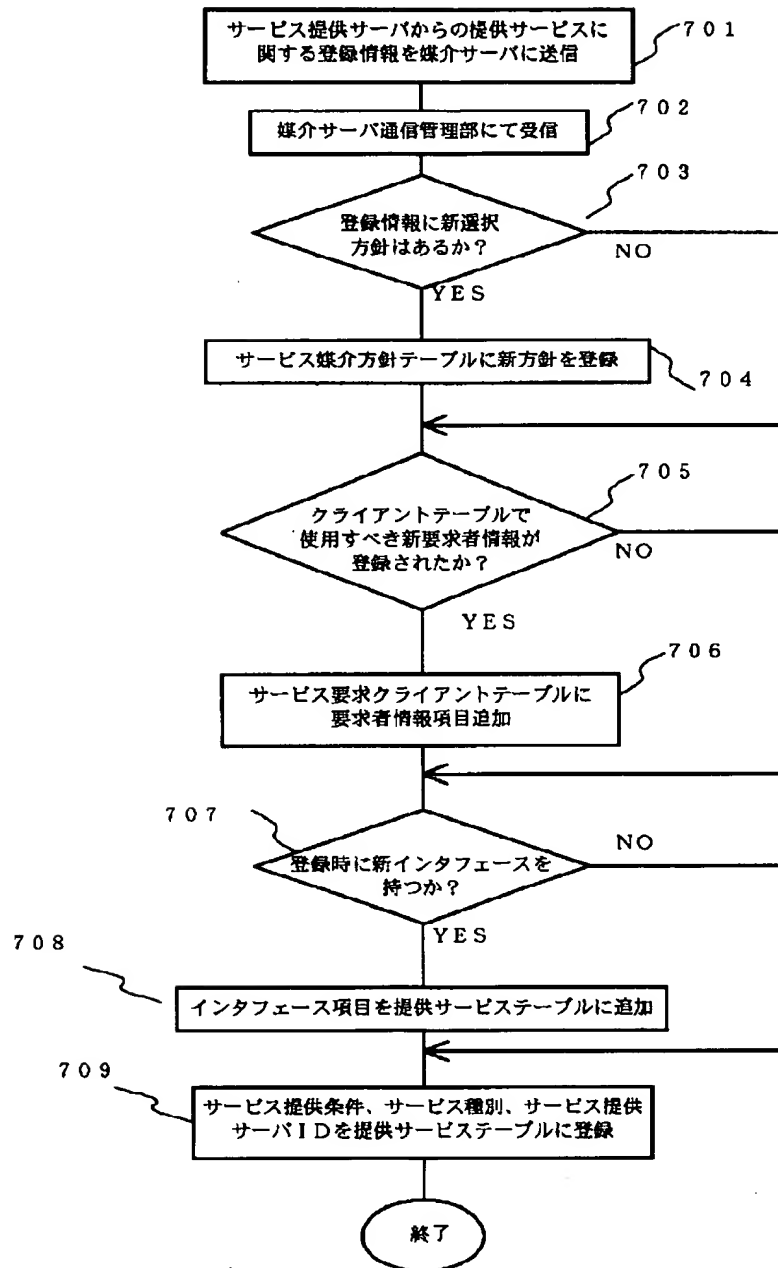 サービス提供サーバからの提供サービスに
関する登録情報を媒介サーバに送信
701
媒介サーバ通信管理部にて受信
702
703
登録情報に新選択
方針はあるか？
NO
YES
サービス媒介方針テーブルに新方針を登録
704
705
クライアントテーブルで
使用すべき新要求者情報が
登録されたか？
NO
YES
706
サービス要求クライアントテーブルに
要求者情報項目追加
707
登録時に新インタフェースを
持つか？
NO
YES
708
インタフェース項目を提供サービステーブルに追加
709
サービス提供条件、サービス種別、サービス提供
サーバＩＤを提供サービステーブルに登録
終了